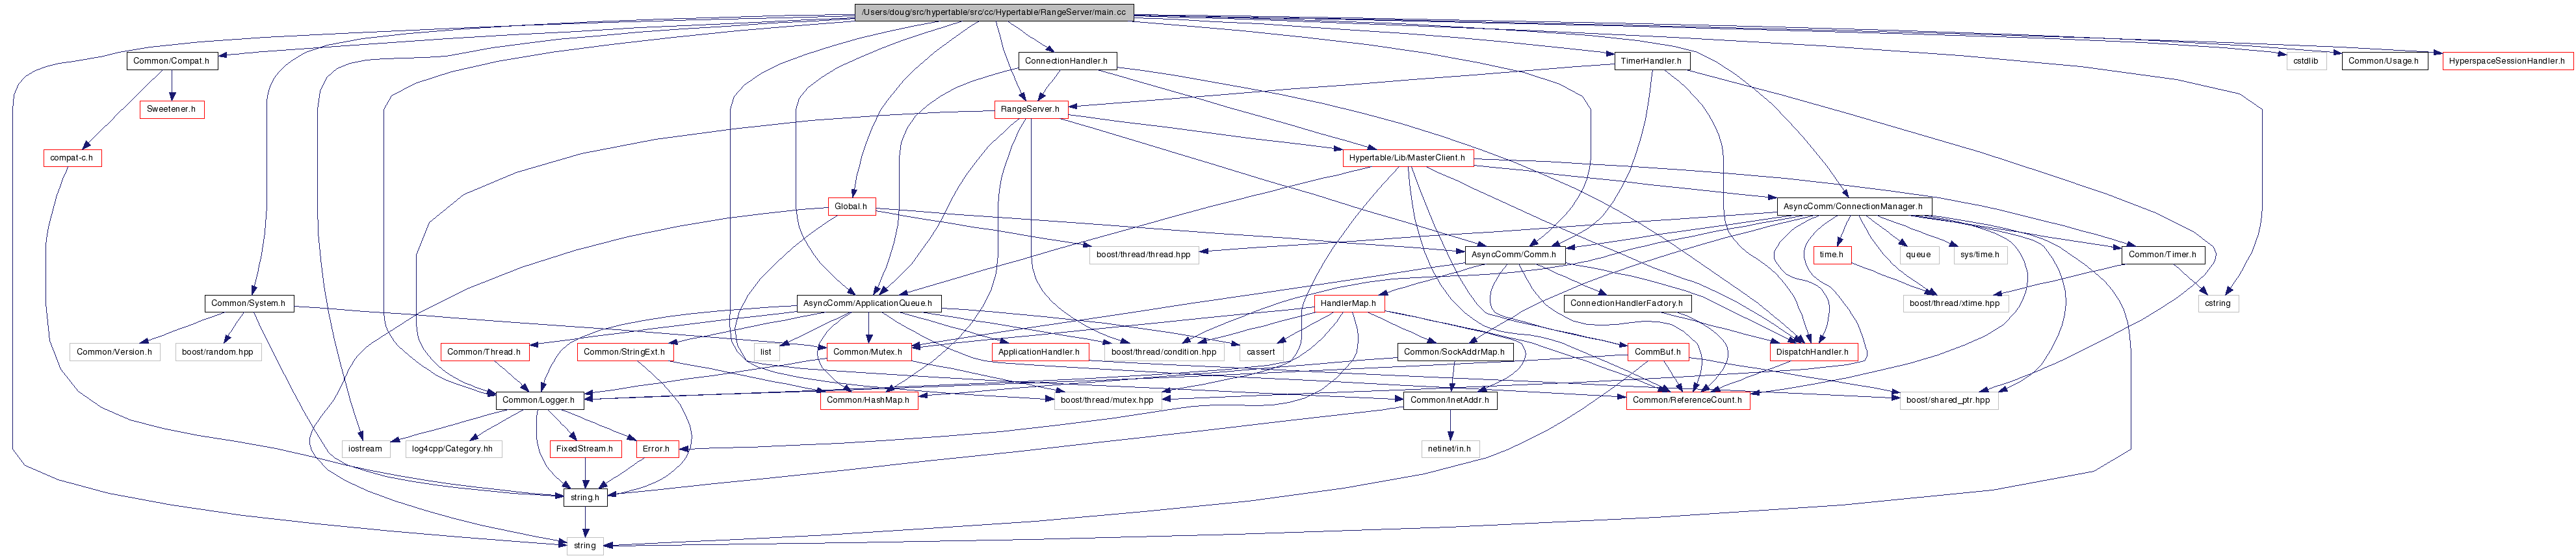 /Users/doug/src/hypertable/src/cc/Hypertable/RangeServer/main.cc
Common/Compat.h
ConnectionHandler.h
TimerHandler.h
cstdlib
Common/Usage.h
HyperspaceSessionHandler.h
Sweetener.h
RangeServer.h
compat-c.h
Hypertable/Lib/MasterClient.h
Global.h
AsyncComm/ConnectionManager.h
boost/thread/thread.hpp
AsyncComm/Comm.h
time.h
queue
sys/time.h
Common/Timer.h
Common/System.h
AsyncComm/ApplicationQueue.h
HandlerMap.h
ConnectionHandlerFactory.h
boost/thread/xtime.hpp
cstring
Common/Version.h
boost/random.hpp
Common/Thread.h
Common/StringExt.h
list
Common/Mutex.h
ApplicationHandler.h
boost/thread/condition.hpp
cassert
Common/SockAddrMap.h
CommBuf.h
DispatchHandler.h
Common/Logger.h
Common/HashMap.h
boost/thread/mutex.hpp
Common/InetAddr.h
Common/ReferenceCount.h
boost/shared_ptr.hpp
iostream
log4cpp/Category.hh
FixedStream.h
Error.h
netinet/in.h
string.h
string